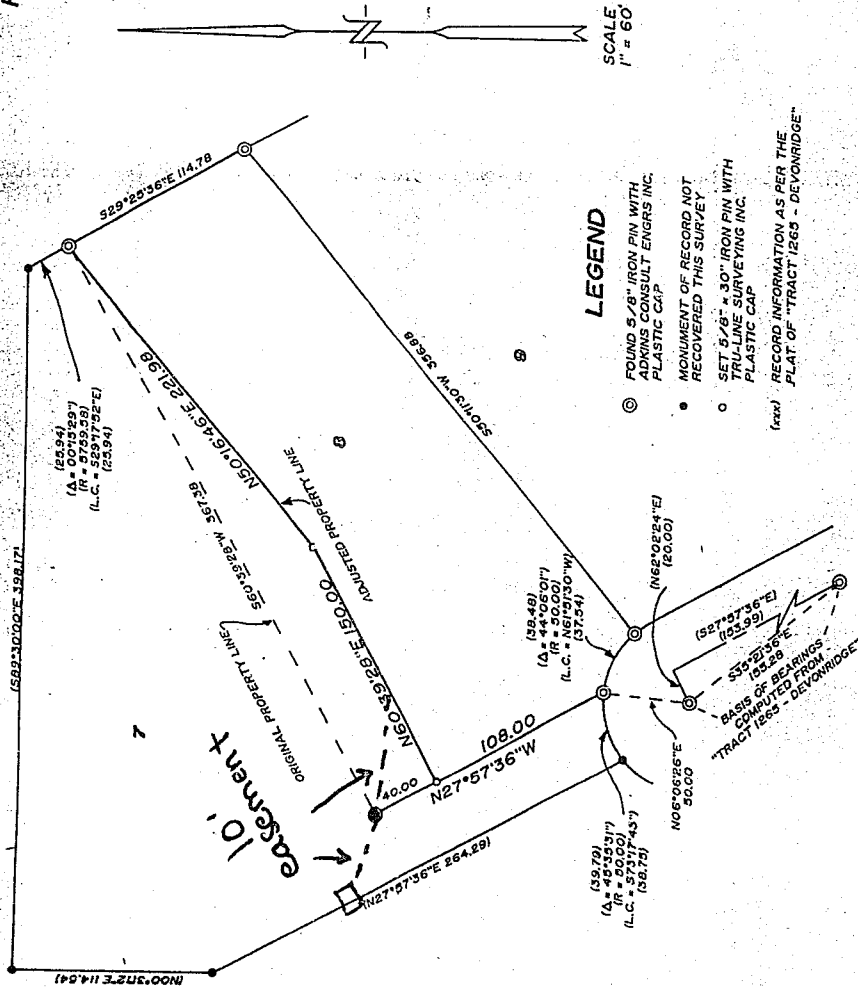 SCALE
1" = 60'
(S89°30'00"E 398.17)
S29°25'36"E 114.78
(25.94)
(Δ = 00°15'29")
(R = 5759.58)
(L.C. = S29°17'52"E)
(25.94)
N50°16'46"E 221.98
S60°39'28"W 367.38
ORIGINAL PROPERTY LINE
ADJUSTED PROPERTY LINE
7
8
9
N60°39'28"E 150.00
S50°11'30"W 356.88
10'
easement
40.00
108.00
N27°57'36"W
(N27°57'36"E 264.29)
(N00°31'12"E 114.64)
(38.48)
(Δ = 44°06'01")
(R = 50.00)
(L.C. = N61°51'30"W)
(37.54)
(39.79)
(Δ = 45°35'31")
(R = 50.00)
(L.C. = S73°17'43")
(38.75)
N06°06'26"E
50.00
(N62°02'24"E)
(20.00)
(S27°57'36"E)
(153.99)
S35°21'36"E
155.28
BASIS OF BEARINGS
COMPUTED FROM
"TRACT 1265 - DEVONRIDGE"
LEGEND
FOUND 5/8" IRON PIN WITH
ADKINS CONSULT ENGRS INC.
PLASTIC CAP
MONUMENT OF RECORD NOT
RECOVERED THIS SURVEY
SET 5/8" x 30" IRON PIN WITH
TRU-LINE SURVEYING INC.
PLASTIC CAP
(xxx) RECORD INFORMATION AS PER THE
PLAT OF "TRACT 1265 - DEVONRIDGE"